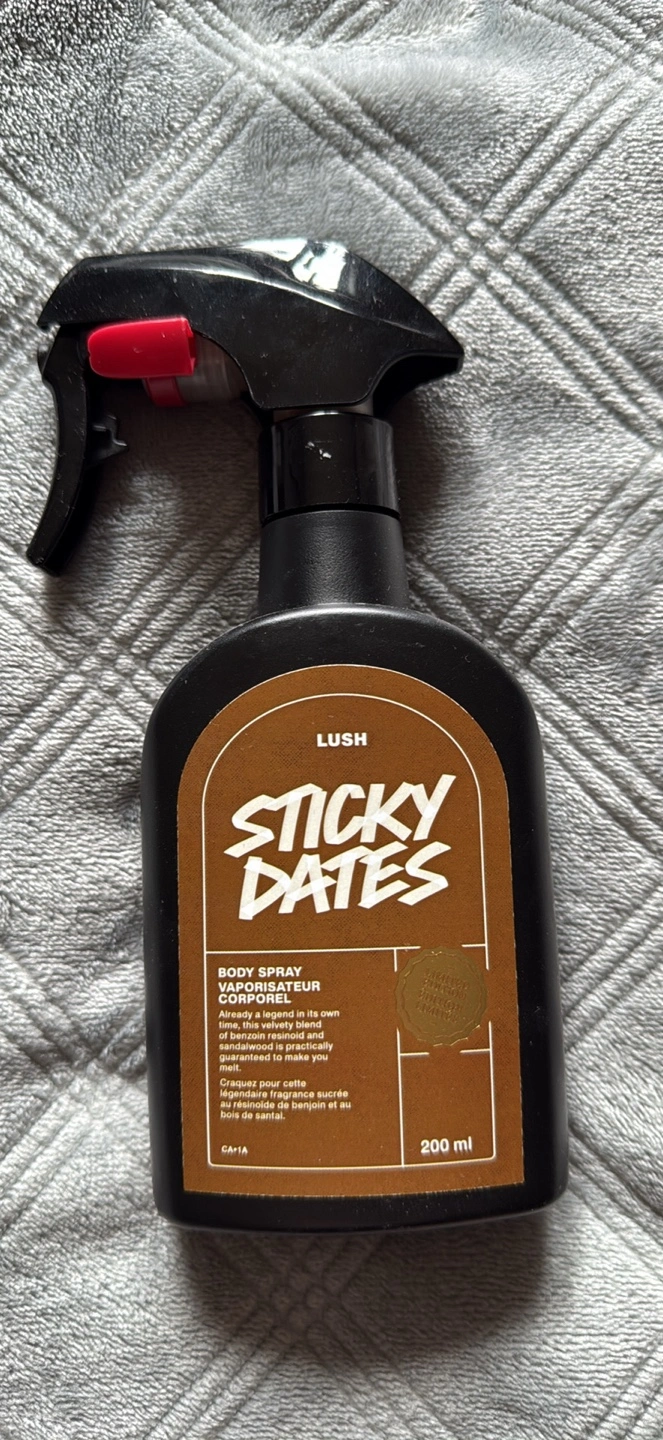 LUSH
STICKY
DATES
BODY SPRAY
VAPORISATEUR
CORPOREL
Already a legend in its own
time, this velvety blend
of benzoin resinoid and
sandalwood is practically
guaranteed to make you
melt.
Craquez pour cette
légendaire fragrance sucrée
au résinoïde de benjoin et au
bois de santal.
CA+1A
200 ml